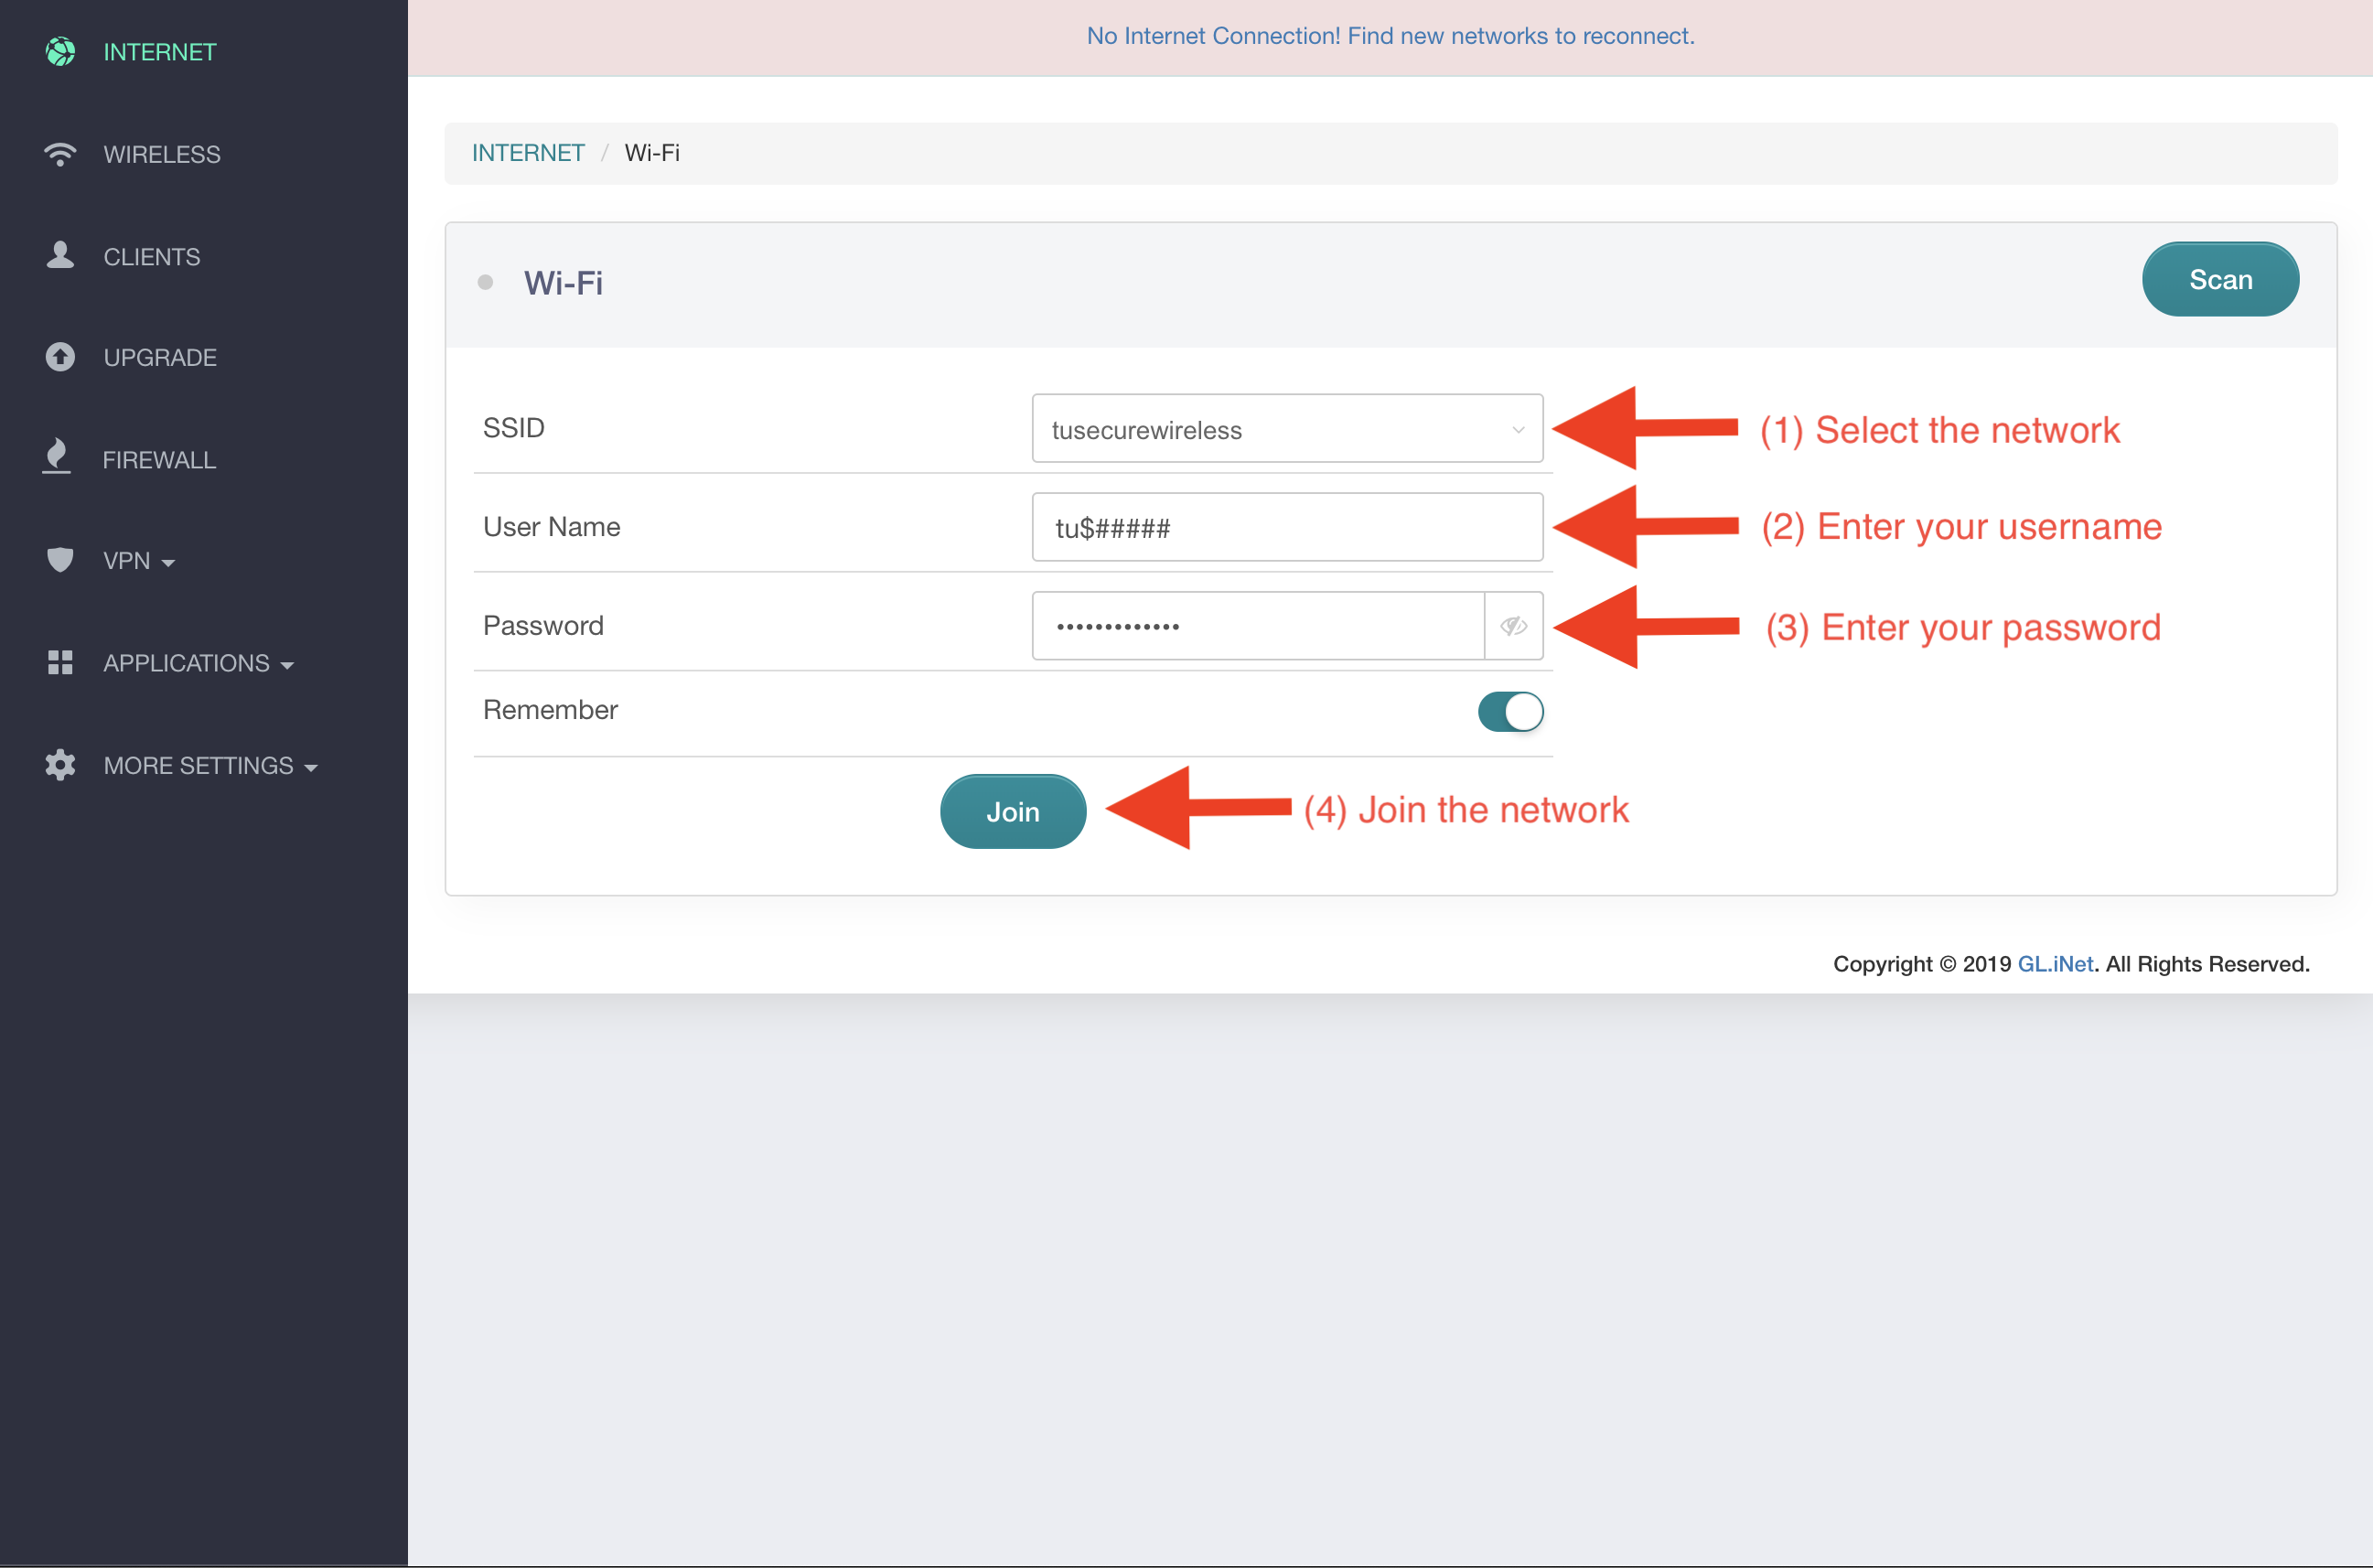 INTERNET
WIRELESS
CLIENTS
UPGRADE
FIREWALL
VPN
APPLICATIONS
MORE SETTINGS
No Internet Connection! Find new networks to reconnect.
INTERNET / Wi-Fi
Wi-Fi
Scan
SSID
tusecurewireless
(1) Select the network
User Name
tu$#####
(2) Enter your username
Password
•••••••••••••
(3) Enter your password
Remember
Join
(4) Join the network
Copyright © 2019 GL.iNet. All Rights Reserved.